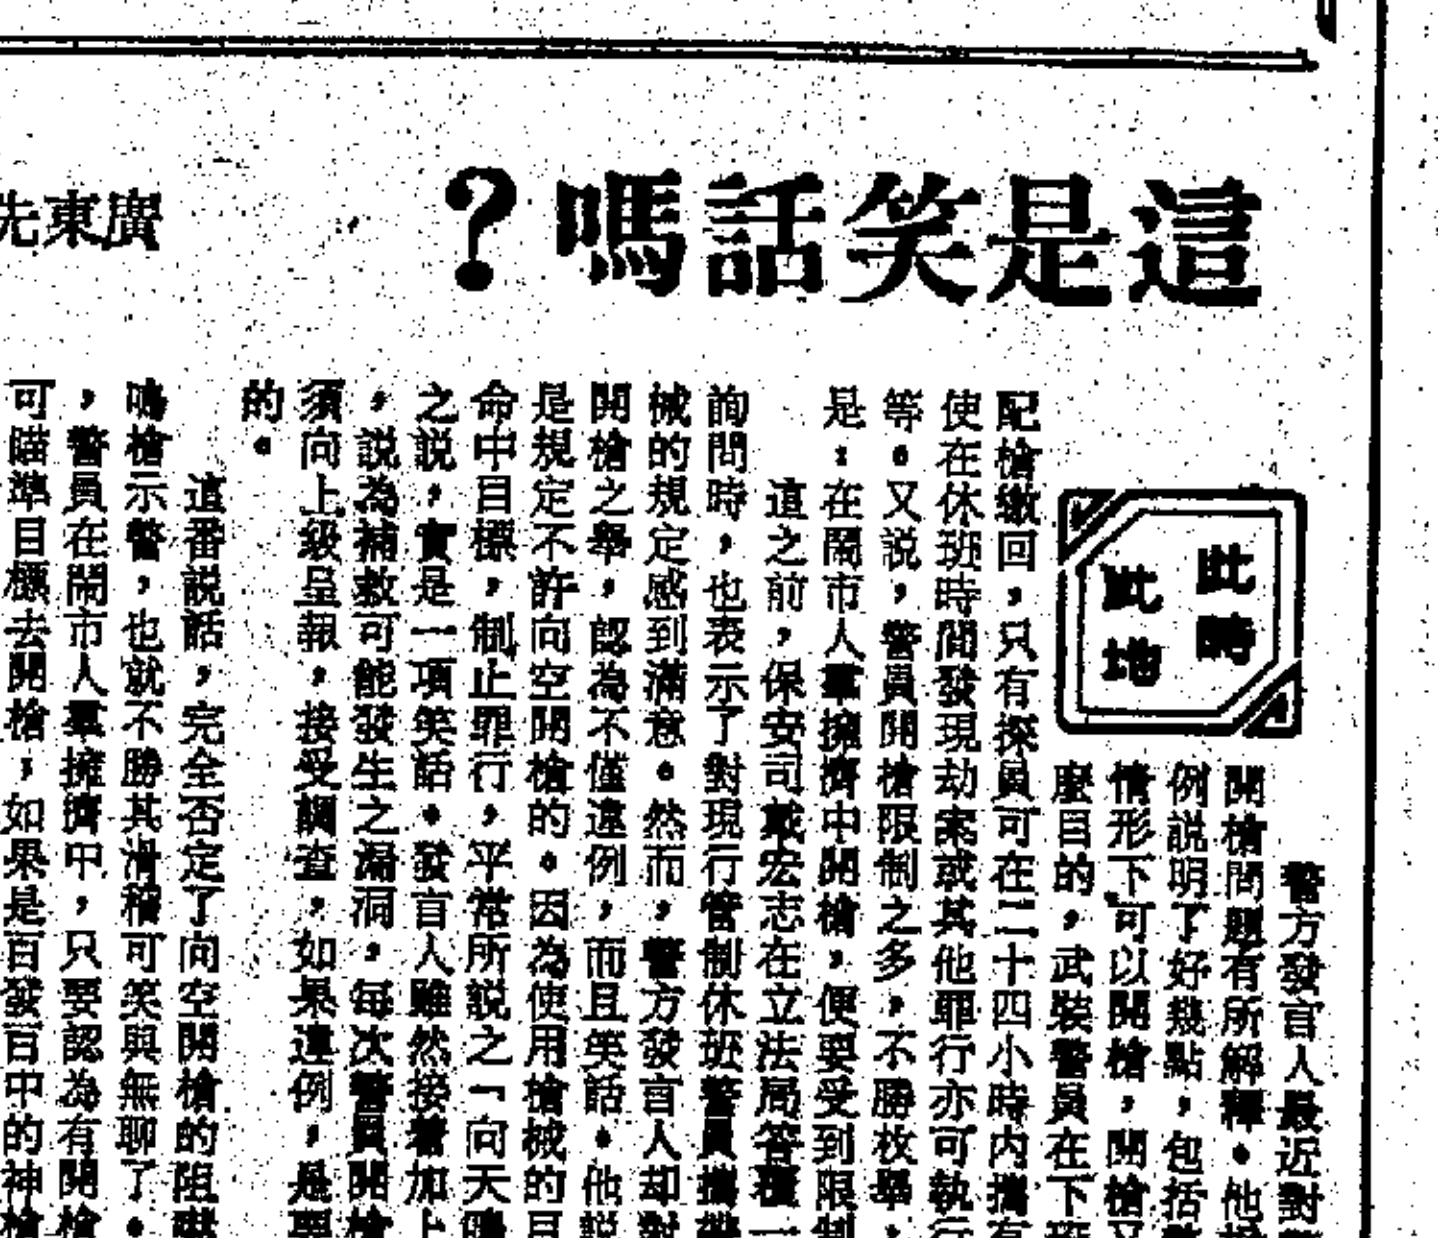 這是笑話嗎？
廣東先
此時
此地
警方發言人最近對
開槍問題有所解釋。他
例說明了好幾點，包括
情形下可以開槍，開槍又
麼目的，武裝警員在下班
配槍繳回，只有探員可在二十四小時內攜有
使在休班時間發現劫案或其他罪行亦可執行
等。又説，警員開槍限制之多，不勝枚舉，
是：在鬧市人羣擁擠中開槍，便要受到限制
這之前，保安司戴宏志在立法局答覆一
詢問時，也表示了對現行管制休班警員攜帶
械的規定感到滿意。然而，警方發言人却對
開槍之舉，認為不僅違例，而且笑話。他説
是規定不許向空開槍的。因為使用槍械的目
命中目標，制止罪行，平常所説之「向天鳴
之説，實是一項笑話。發言人雖然接着加上
，説為補救可能發生之漏洞，每次警員開槍
須向上級呈報，接受調查，如果違例，是要
的。
這番説話，完全否定了向空開槍的阻嚇
鳴槍示警，也就不勝其滑稽可笑與無聊了。
，警員在鬧市人羣擁擠中，只要認為有開槍
可瞄準目標去開槍，如果是百發百中的神槍